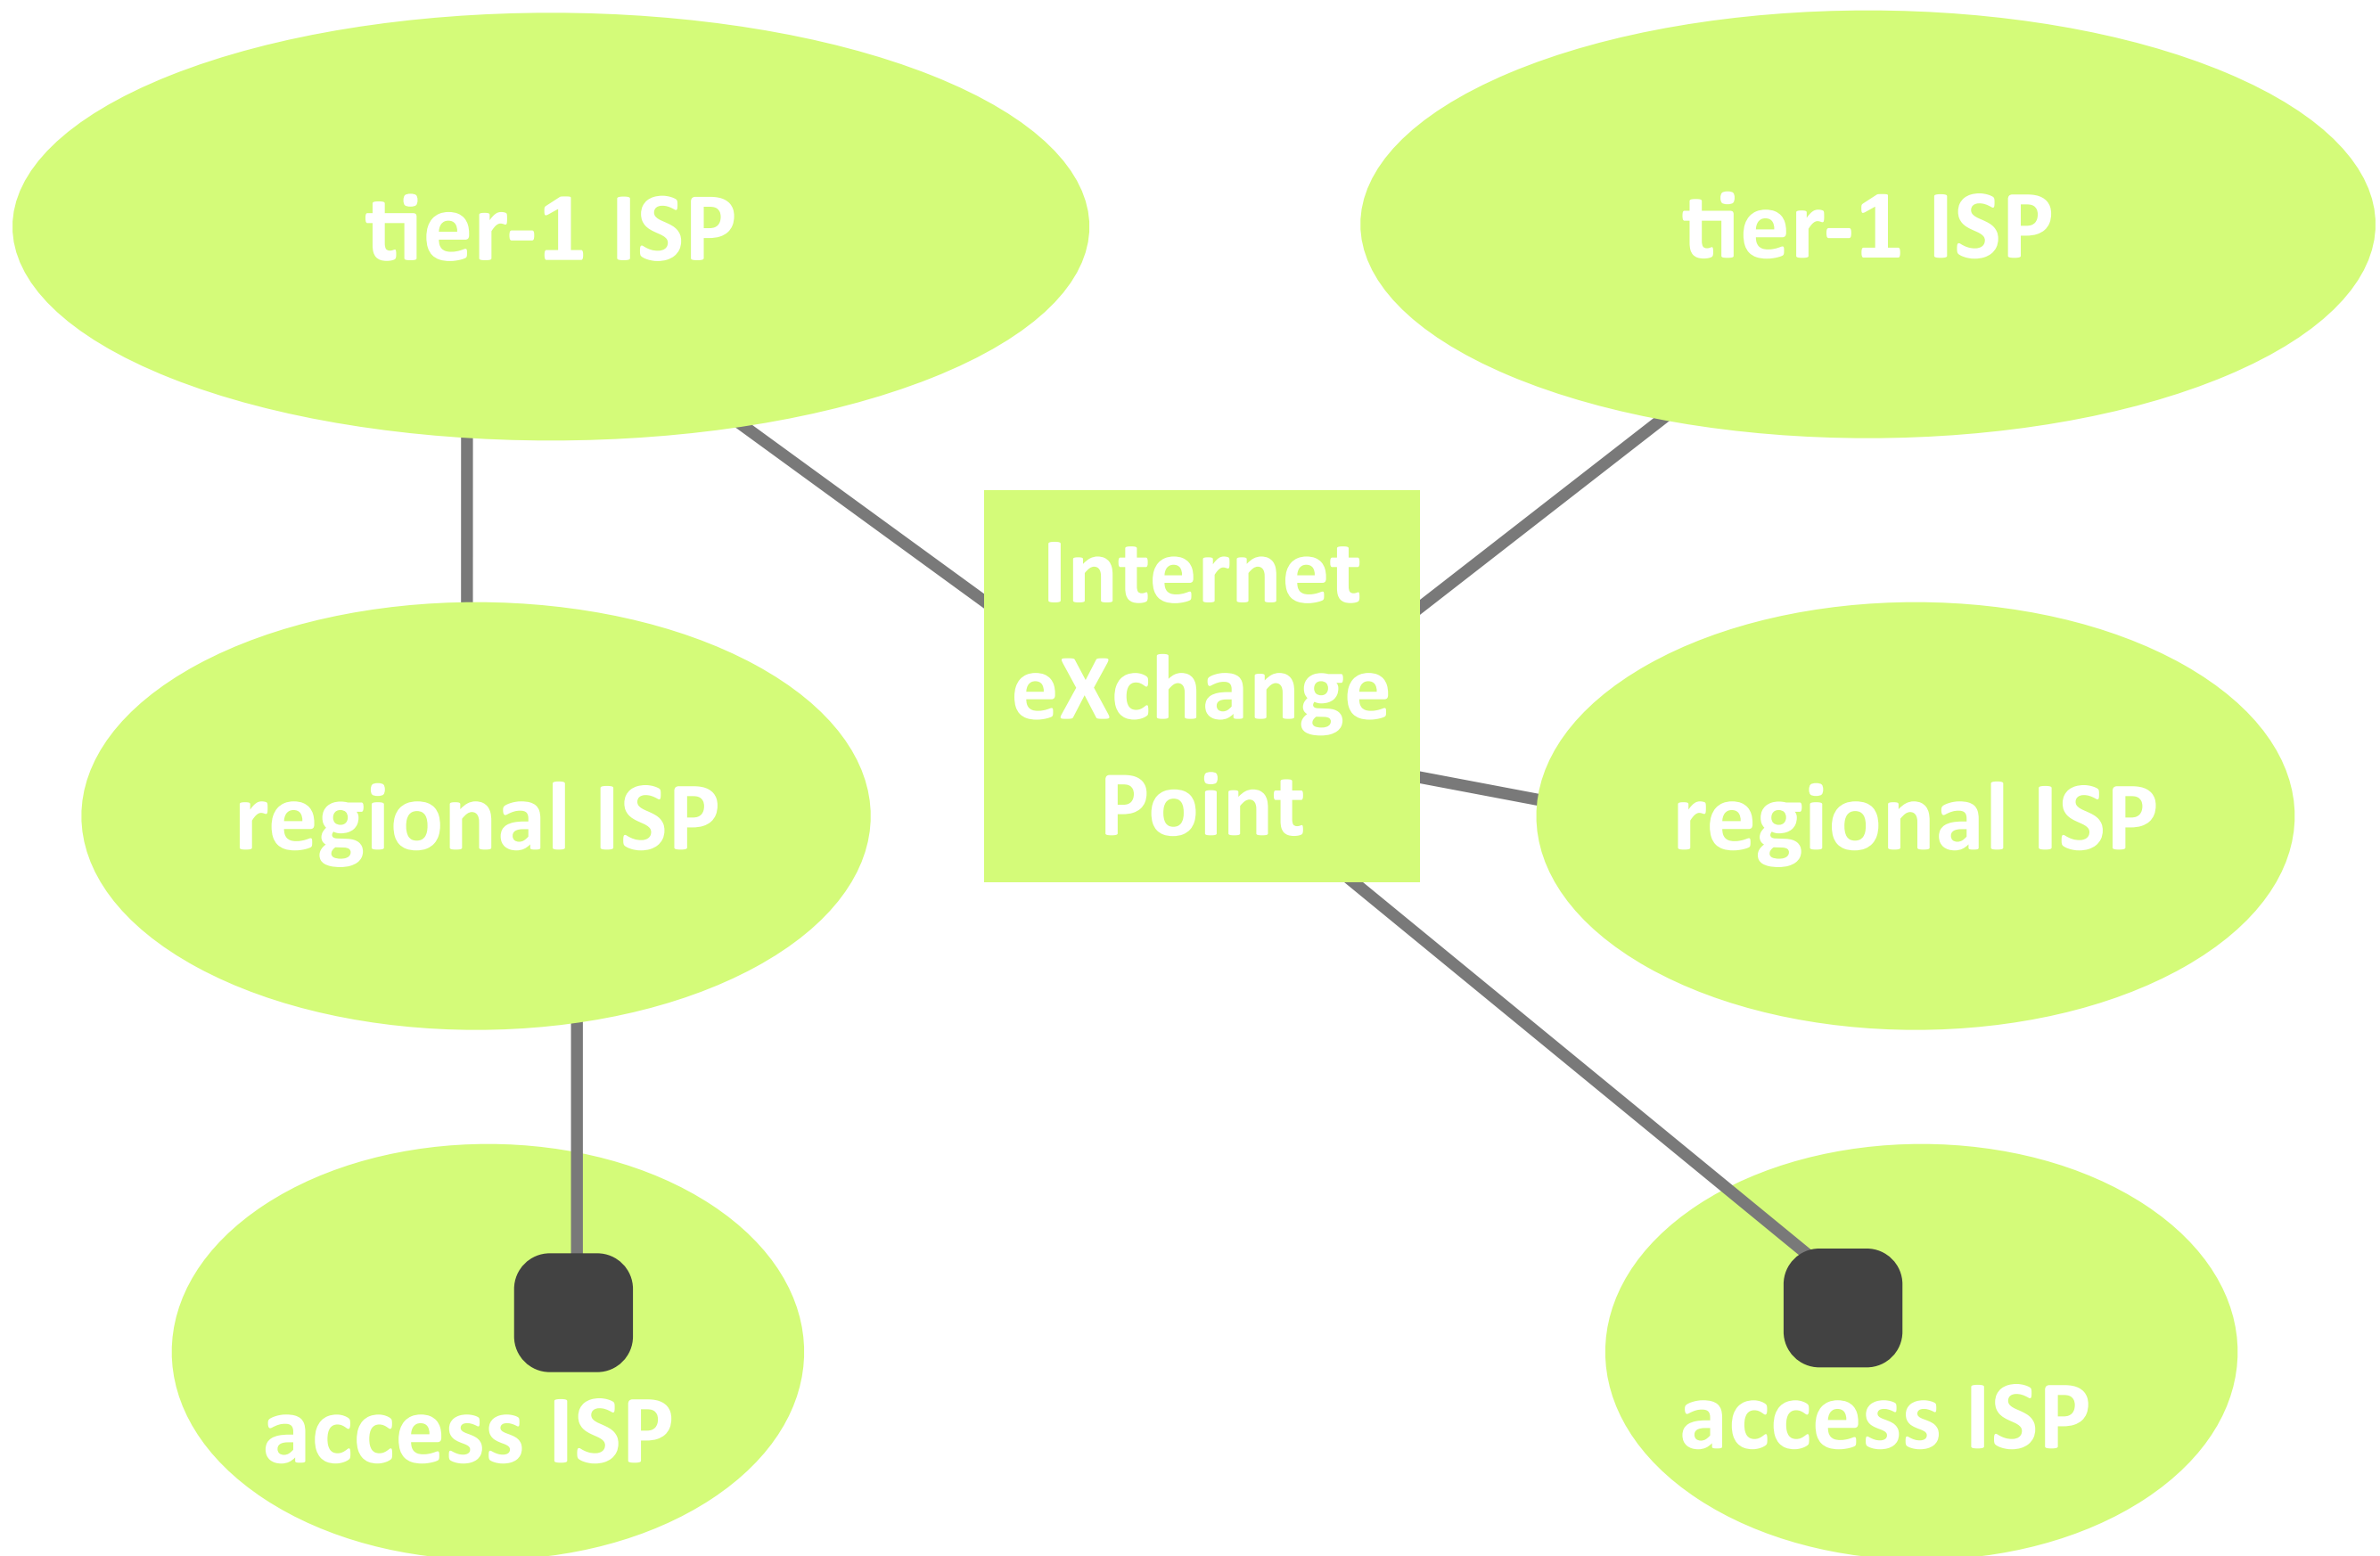 tier-1 ISP
tier-1 ISP
Internet
eXchange
Point
regional ISP
regional ISP
access ISP
access ISP